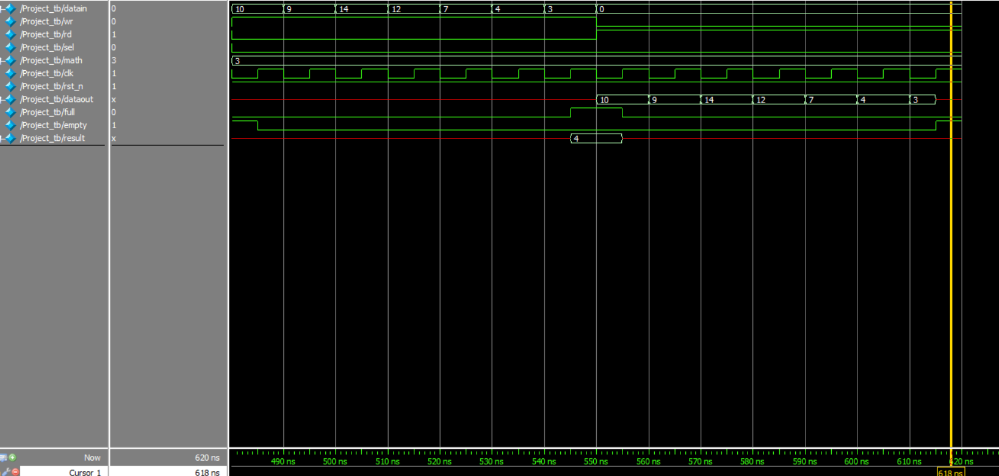 /Project_tb/datain 0 10 9 14 12 7 4 3 0
/Project_tb/wr 0
/Project_tb/rd 1
/Project_tb/sel 0
/Project_tb/math 3 3
/Project_tb/clk 1
/Project_tb/rst_n 1
/Project_tb/dataout x 10 9 14 12 7 4 3
/Project_tb/full 0
/Project_tb/empty 1
/Project_tb/result x 4
Now 620 ns 490 ns 500 ns 510 ns 520 ns 530 ns 540 ns 550 ns 560 ns 570 ns 580 ns 590 ns 600 ns 610 ns 620 ns
Cursor 1 618 ns 618 ns